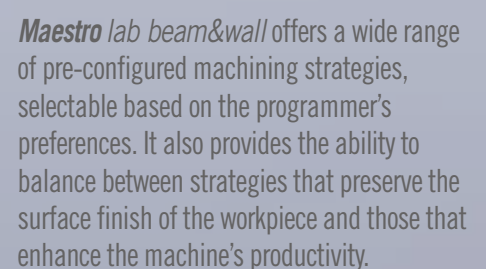 Maestro lab beam&wall offers a wide range
of pre-configured machining strategies,
selectable based on the programmer's
preferences. It also provides the ability to
balance between strategies that preserve the
surface finish of the workpiece and those that
enhance the machine's productivity.